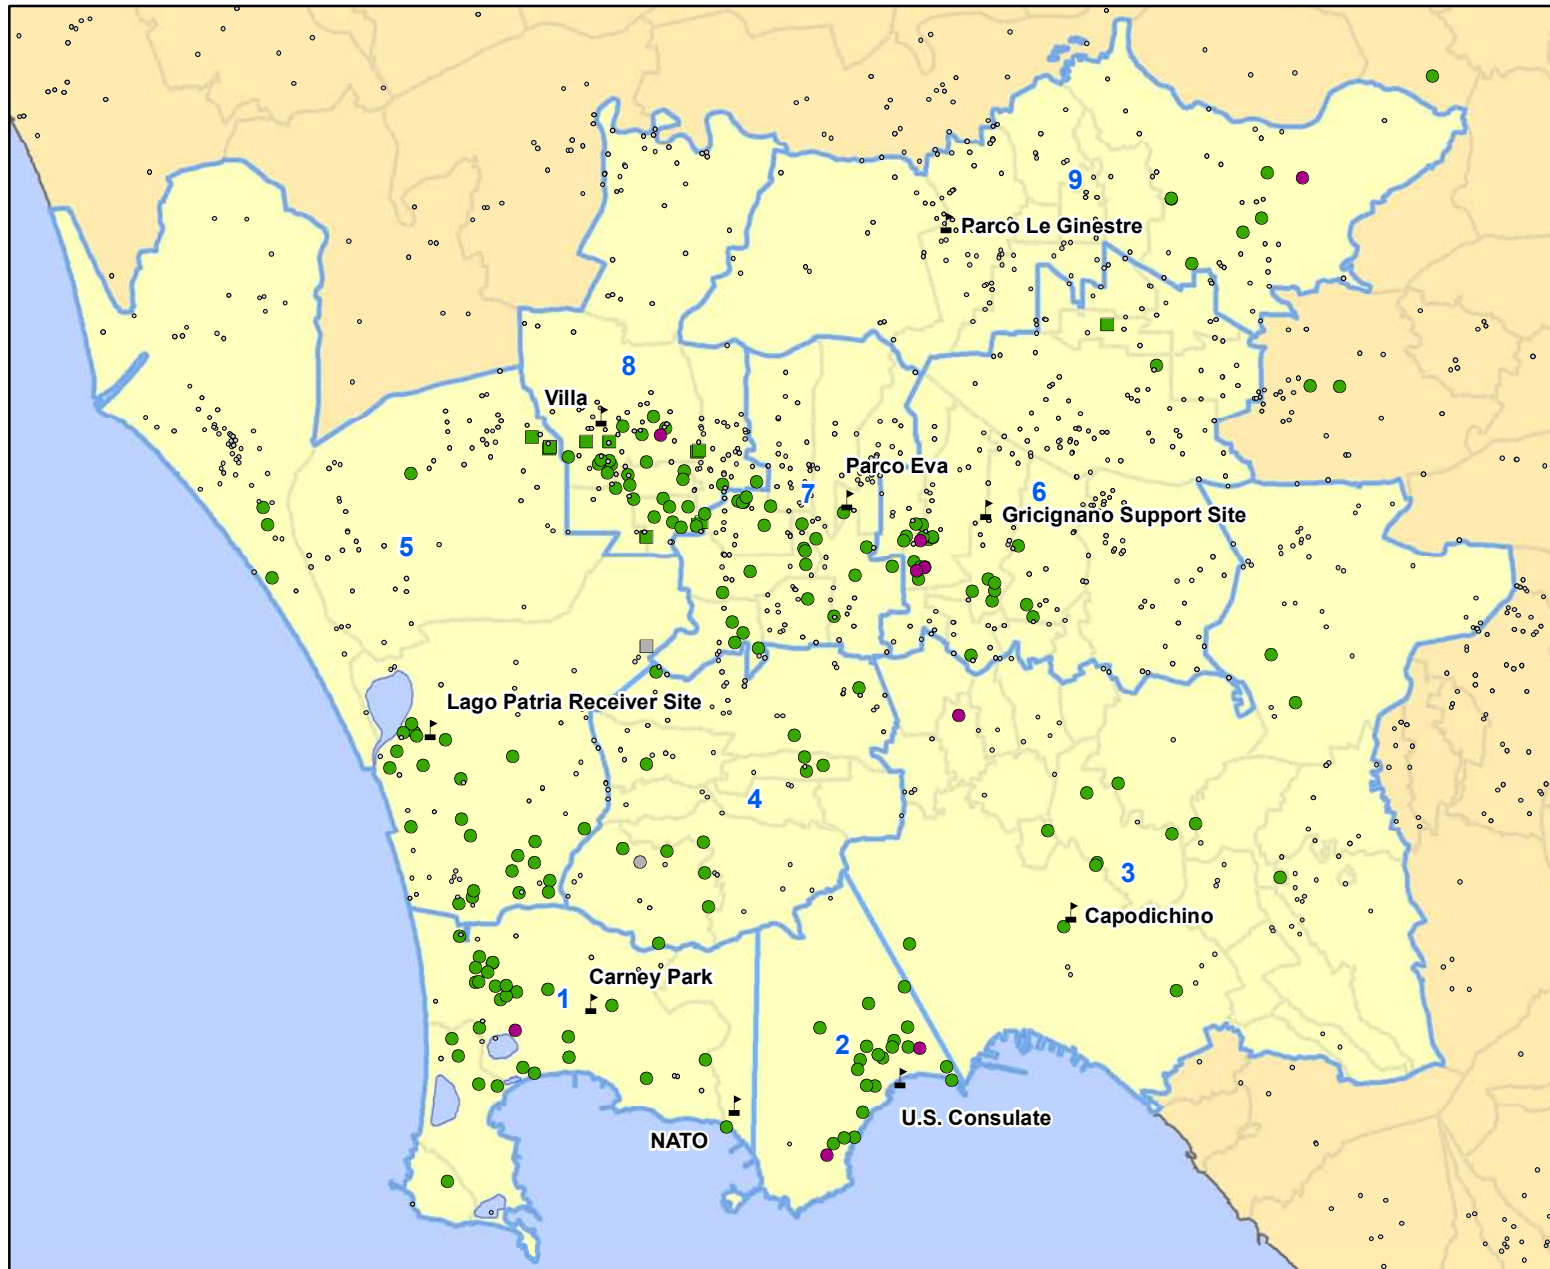 9
Parco Le Ginestre
8
Villa
Parco Eva
7
6
Gricignano Support Site
5
Lago Patria Receiver Site
4
3
Capodichino
Carney Park
1
2
U.S. Consulate
NATO